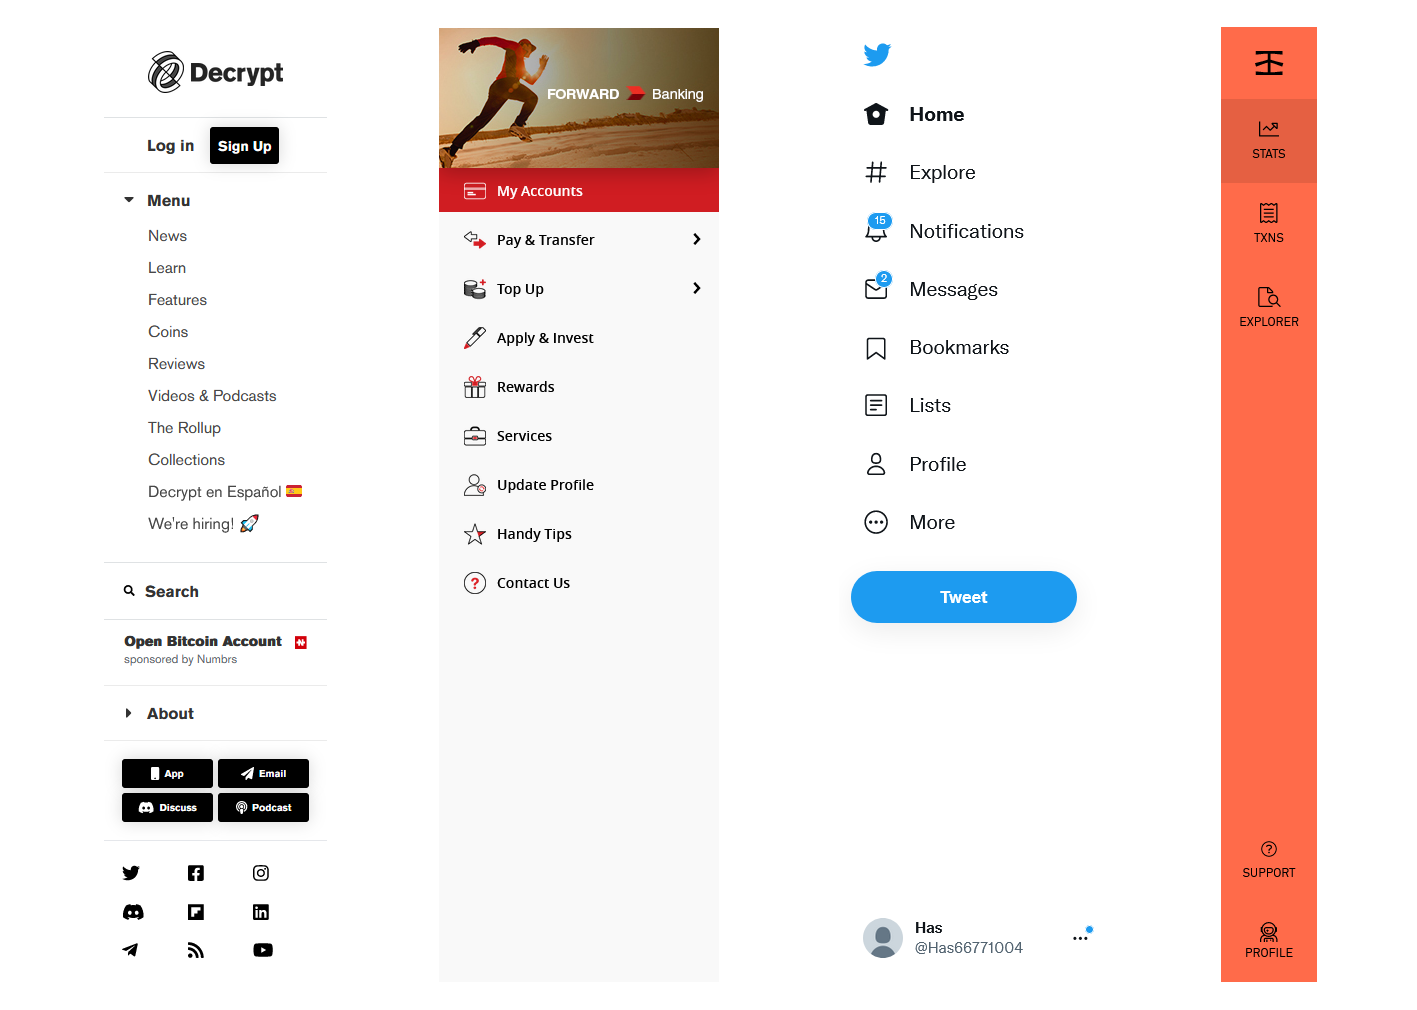 Decrypt
Log in
Sign Up
Menu
News
Learn
Features
Coins
Reviews
Videos & Podcasts
The Rollup
Collections
Decrypt en Español 🇪🇸
We're hiring! 🚀
Search
Open Bitcoin Account
sponsored by Numbrs
About
App
Email
Discuss
Podcast
FORWARD Banking
My Accounts
Pay & Transfer
Top Up
Apply & Invest
Rewards
Services
Update Profile
Handy Tips
Contact Us
Home
Explore
15
Notifications
2
Messages
Bookmarks
Lists
Profile
More
Tweet
Has
@Has66771004
STATS
TXNS
EXPLORER
SUPPORT
PROFILE